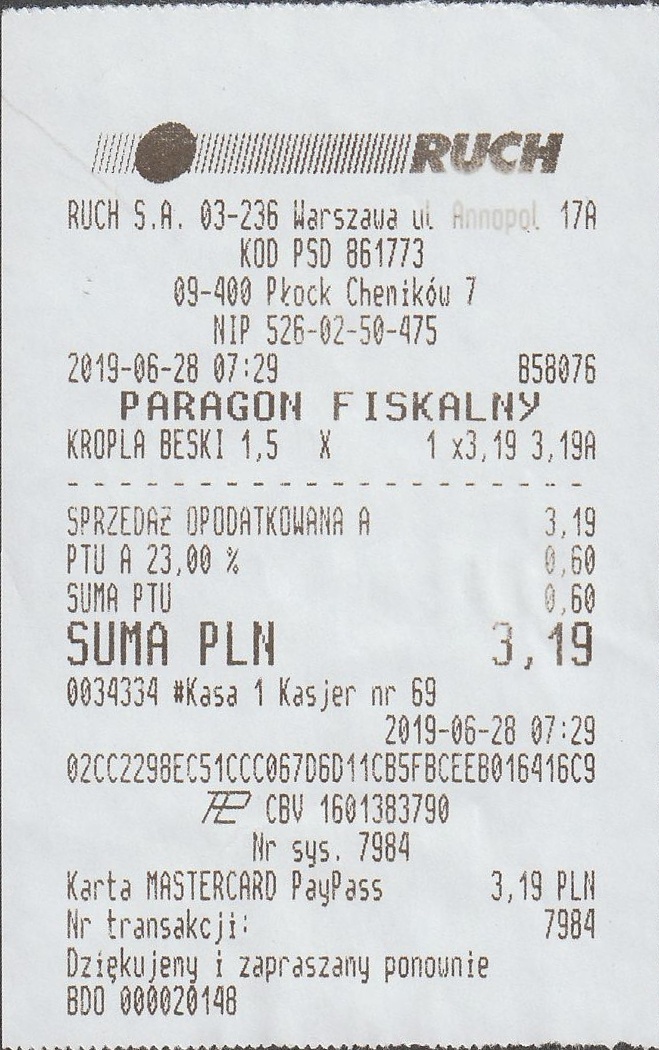 RUCH
RUCH S.A. 03-236 Warszawa ul Annopol 17A
KOD PSD 861773
09-400 Płock Cheników 7
NIP 526-02-50-475
2019-06-28 07:29 858076
PARAGON FISKALNY
KROPLA BESKI 1,5 X 1 x3,19 3,19A
- - - - - - - - - - - - - - - - - - - -
SPRZEDAŻ OPODATKOWANA A 3,19
PTU A 23,00 % 0,60
SUMA PTU 0,60
SUMA PLN 3,19
0034334 #Kasa 1 Kasjer nr 69
2019-06-28 07:29
02CC2298EC51CCC067D6D11CB5FBCEEB016416C9
CBV 1601383790
Nr sys. 7984
Karta MASTERCARD PayPass 3,19 PLN
Nr transakcji: 7984
Dziękujemy i zapraszamy ponownie
BDO 000020148